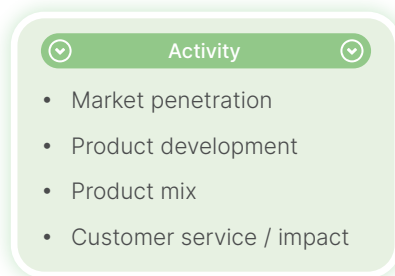 Activity
• Market penetration
• Product development
• Product mix
• Customer service / impact